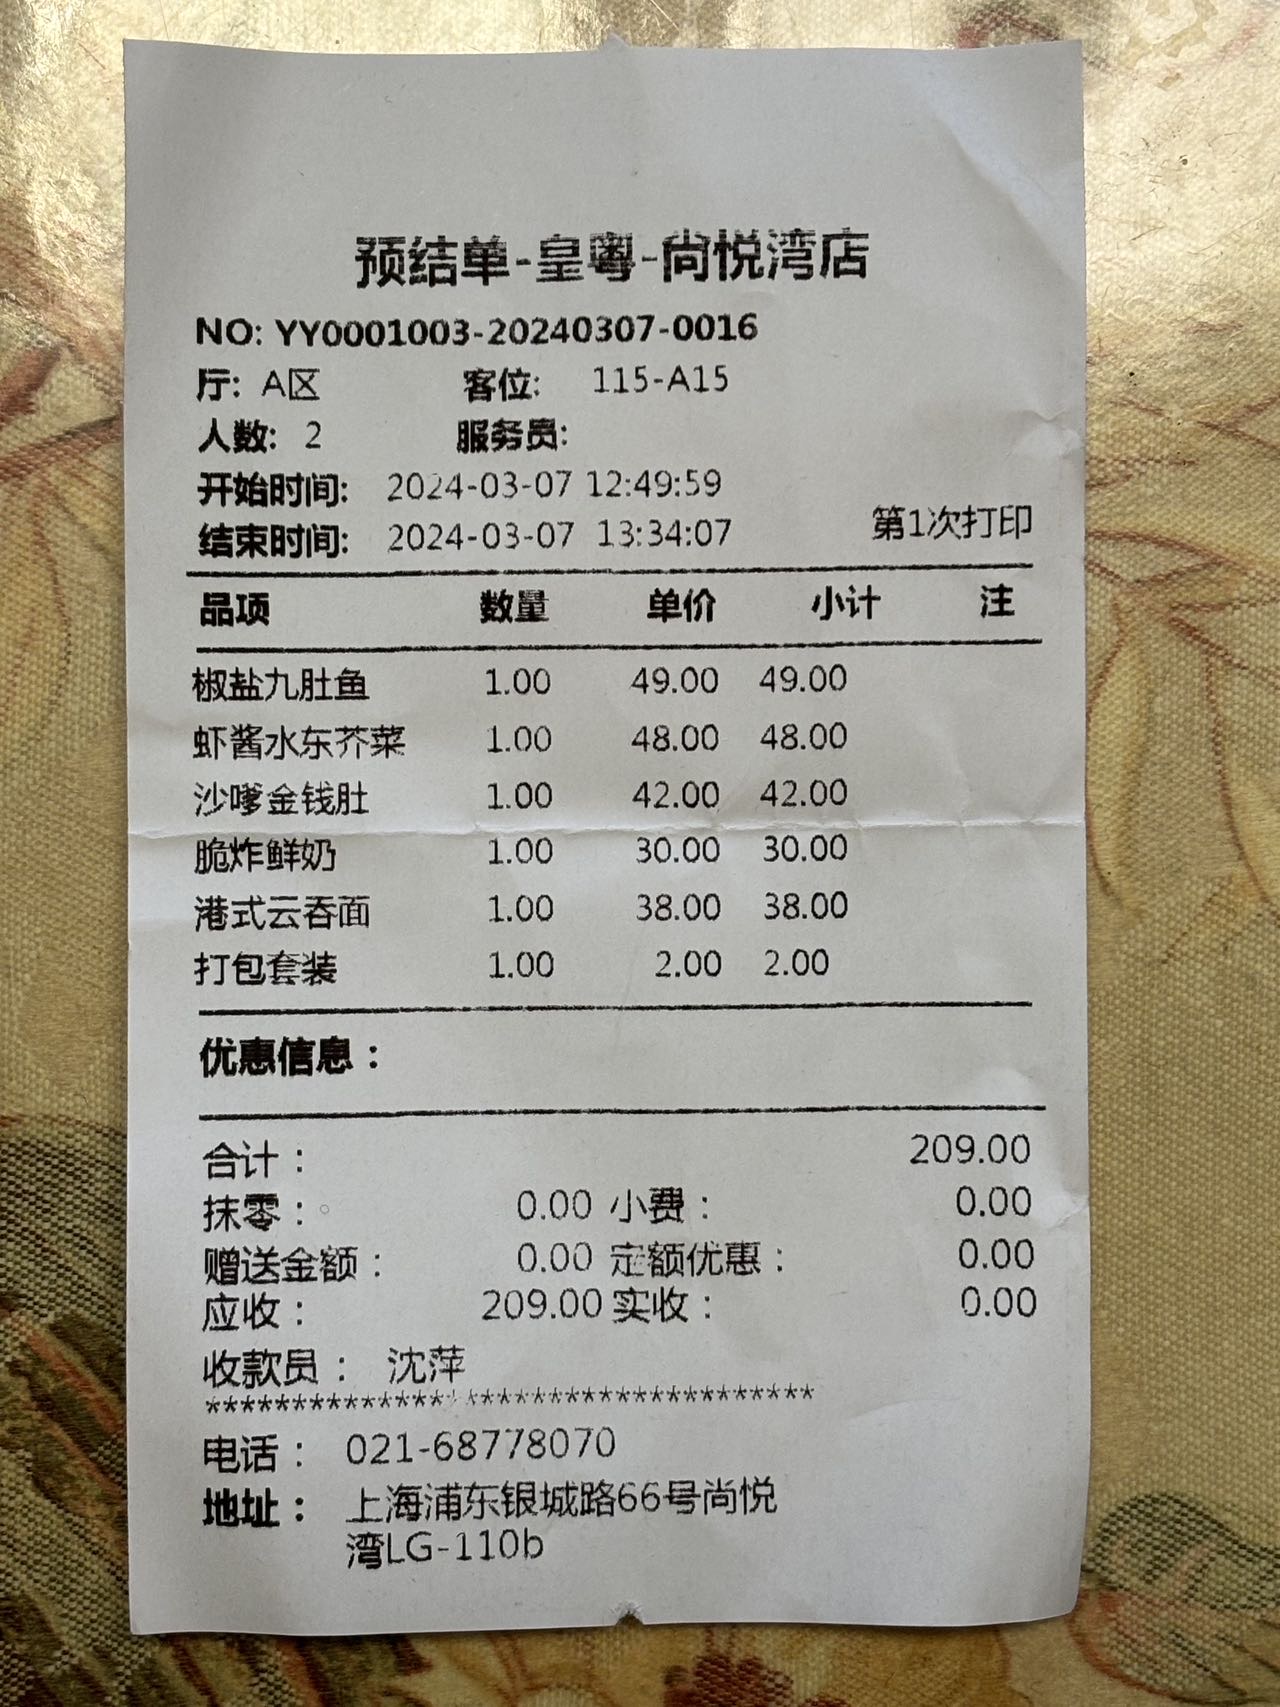 预结单-皇粤-尚悦湾店
NO: YY0001003-20240307-0016
厅: A区 客位: 115-A15
人数: 2 服务员:
开始时间: 2024-03-07 12:49:59
结束时间: 2024-03-07 13:34:07 第1次打印
品项 数量 单价 小计 注
椒盐九肚鱼 1.00 49.00 49.00
虾酱水东芥菜 1.00 48.00 48.00
沙嗲金钱肚 1.00 42.00 42.00
脆炸鲜奶 1.00 30.00 30.00
港式云吞面 1.00 38.00 38.00
打包套装 1.00 2.00 2.00
优惠信息：
合计： 209.00
抹零： 0.00 小费： 0.00
赠送金额： 0.00 定额优惠： 0.00
应收： 209.00 实收： 0.00
收款员： 沈萍
***********************************
电话： 021-68778070
地址： 上海浦东银城路66号尚悦
湾LG-110b